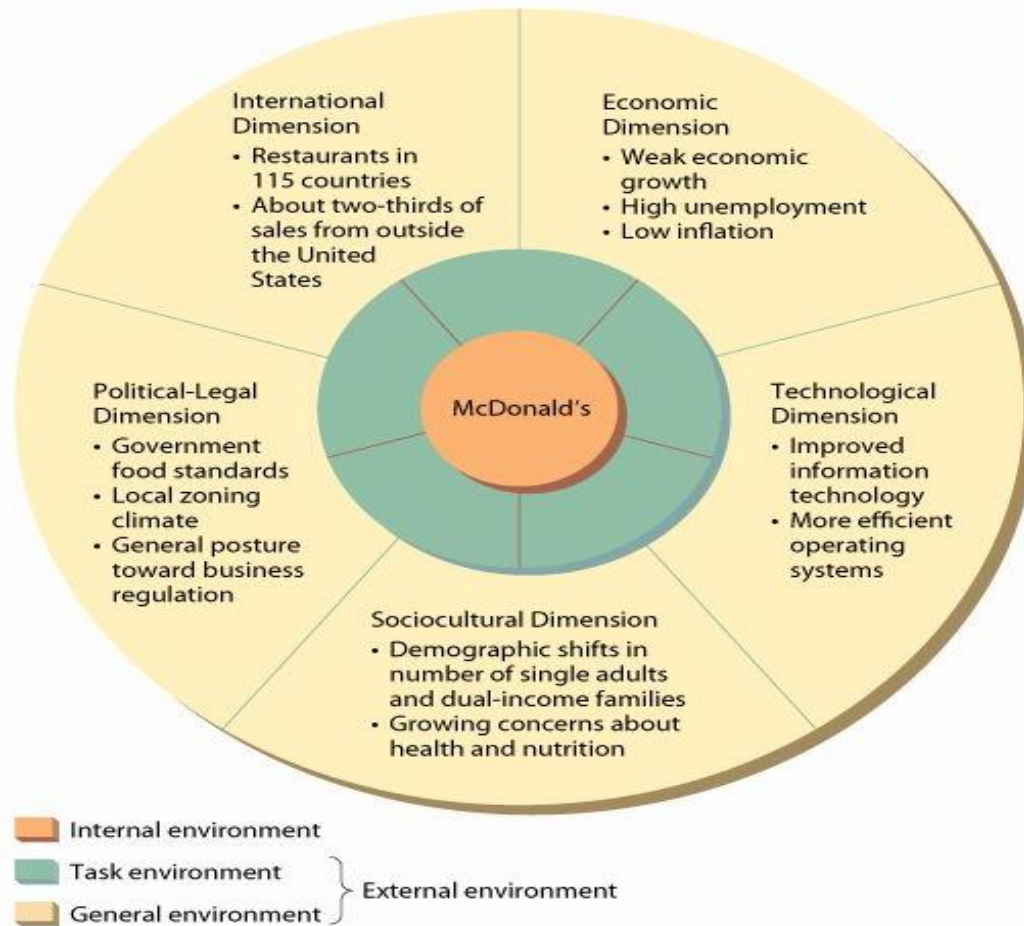 International
Dimension
• Restaurants in
115 countries
• About two-thirds of
sales from outside
the United
States
Economic
Dimension
• Weak economic
growth
• High unemployment
• Low inflation
McDonald's
Political-Legal
Dimension
• Government
food standards
• Local zoning
climate
• General posture
toward business
regulation
Technological
Dimension
• Improved
information
technology
• More efficient
operating
systems
Sociocultural Dimension
• Demographic shifts in
number of single adults
and dual-income families
• Growing concerns about
health and nutrition
Internal environment
Task environment
General environment
External environment